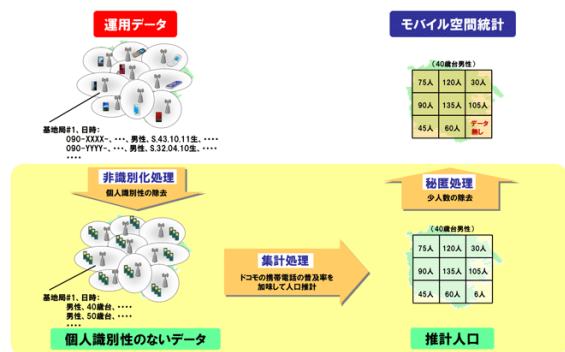 運用データ
モバイル空間統計
(40歳台男性)
75人 120人 30人
90人 135人 105人
45人 60人 データ無し
基地局#1、日時:
090-XXXX-、・・・、男性、S.43.10.11生、・・・・
090-YYYY-、・・・、男性、S.32.04.10生、・・・・
・・・・
非識別化処理
個人識別性の除去
秘匿処理
少人数の除去
集計処理
ドコモの携帯電話の普及率を
加味して人口推計
(40歳台男性)
75人 120人 30人
90人 135人 105人
45人 60人 6人
基地局#1、日時:
男性、40歳台、・・・・
男性、50歳台、・・・・
・・・・
個人識別性のないデータ
推計人口